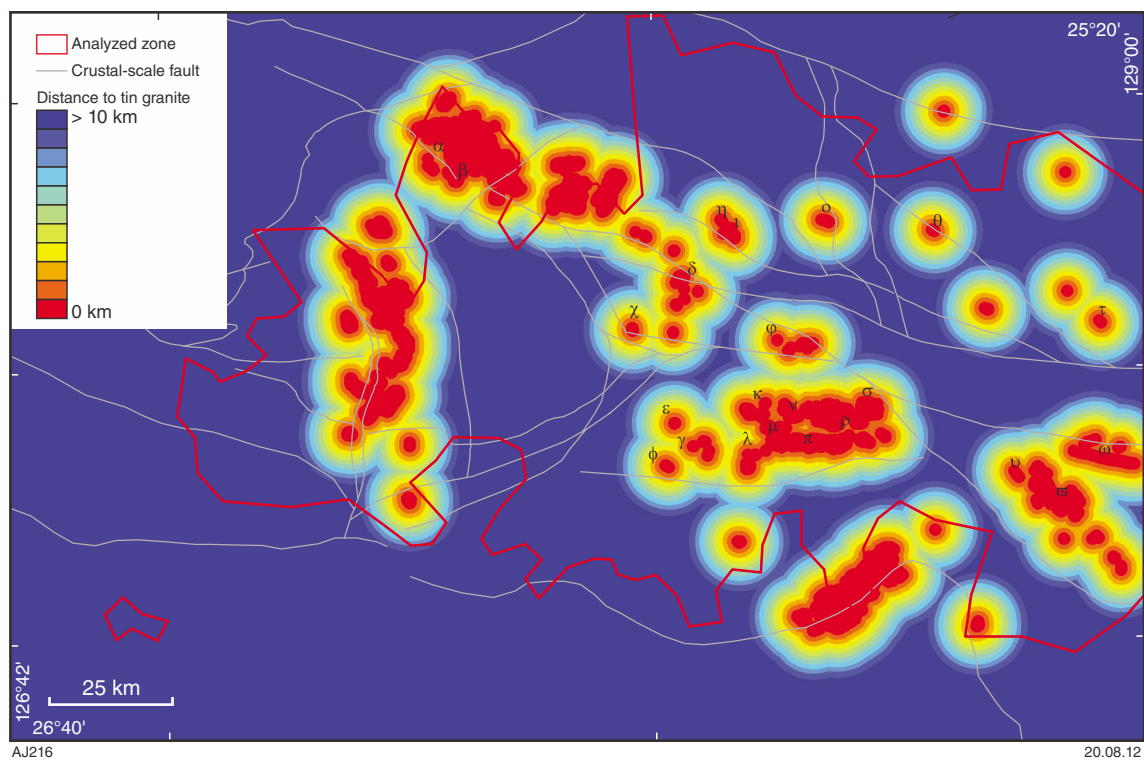 Analyzed zone
Crustal-scale fault
Distance to tin granite
> 10 km
0 km
25°20'
129°00'
α
β
η
ι
ο
θ
δ
χ
τ
φ
κ
ν
σ
ε
μ
ρ
γ
λ
π
ϕ
ω
υ
ϖ
126°42'
25 km
26°40'
AJ216
20.08.12